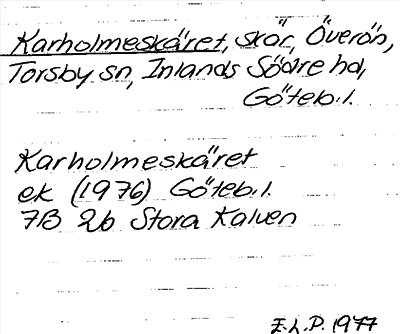 Karholmeskäret, skär, Överön,
Torsby sn, Inlands Södre hd,
Göteb. l.
Karholmeskäret
ek (1976) Göteb. l.
7B 2b Stora Kalven
E.L.P. 1977